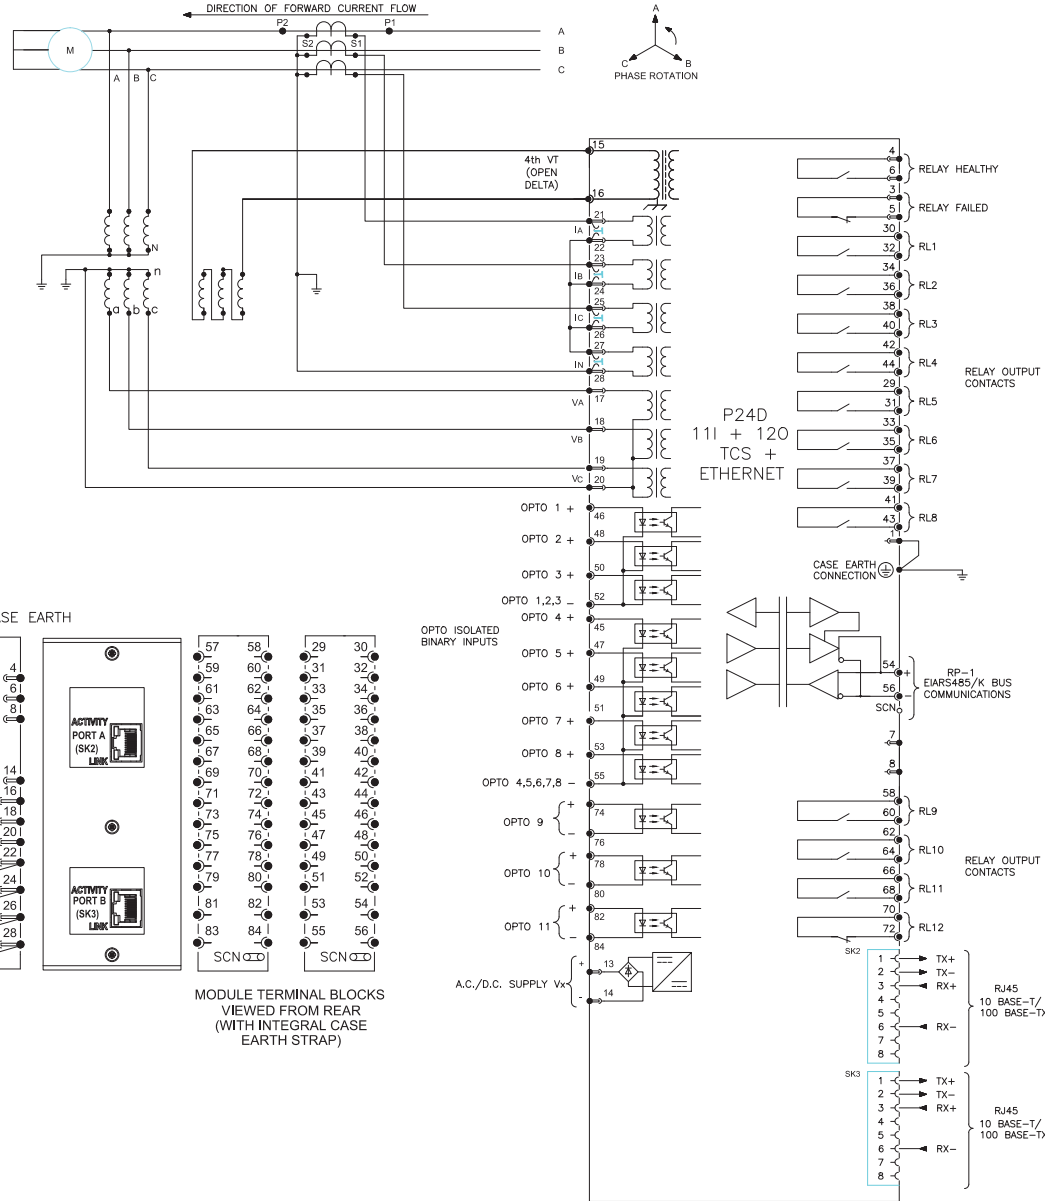 DIRECTION OF FORWARD CURRENT FLOW
P2 P1
S2 S1
M
A
B
C
A B C
A
C B
PHASE ROTATION
N
n
a b c
4th VT
(OPEN
DELTA)
15
16
21
IA
22
23
IB
24
25
IC
26
27
IN
28
VA 17
18
VB
19
VC 20
P24D
11I + 12O
TCS +
ETHERNET
4
6
RELAY HEALTHY
3
5
RELAY FAILED
30
32
RL1
34
36
RL2
38
40
RL3
42
44
RL4
29
31
RL5
33
35
RL6
37
39
RL7
41
43
RL8
RELAY OUTPUT
CONTACTS
1
CASE EARTH
CONNECTION
OPTO 1 +
46
OPTO 2 +
48
OPTO 3 +
50
OPTO 1,2,3 -
52
OPTO 4 +
45
OPTO 5 +
47
OPTO 6 +
49
OPTO 7 +
51
OPTO 8 +
53
OPTO 4,5,6,7,8 -
55
OPTO ISOLATED
BINARY INPUTS
OPTO 9
+
74
-
76
OPTO 10
+
78
-
80
OPTO 11
+
82
-
84
A.C./D.C. SUPPLY Vx
+
13
-
14
54
+
56
-
SCN
RP-1
EIARS485/K BUS
COMMUNICATIONS
7
8
58
60
RL9
62
64
RL10
66
68
RL11
70
72
RL12
RELAY OUTPUT
CONTACTS
SK2
1 TX+
2 TX-
3 RX+
4
5
6 RX-
7
8
RJ45
10 BASE-T/
100 BASE-TX
SK3
1 TX+
2 TX-
3 RX+
4
5
6 RX-
7
8
RJ45
10 BASE-T/
100 BASE-TX
ASE EARTH
4
6
8
14
16
18
20
22
24
26
28
ACTIVITY
PORT A
(SK2)
LINK
ACTIVITY
PORT B
(SK3)
LINK
57 58
59 60
61 62
63 64
65 66
67 68
69 70
71 72
73 74
75 76
77 78
79 80
81 82
83 84
SCN
29 30
31 32
33 34
35 36
37 38
39 40
41 42
43 44
45 46
47 48
49 50
51 52
53 54
55 56
SCN
MODULE TERMINAL BLOCKS
VIEWED FROM REAR
(WITH INTEGRAL CASE
EARTH STRAP)